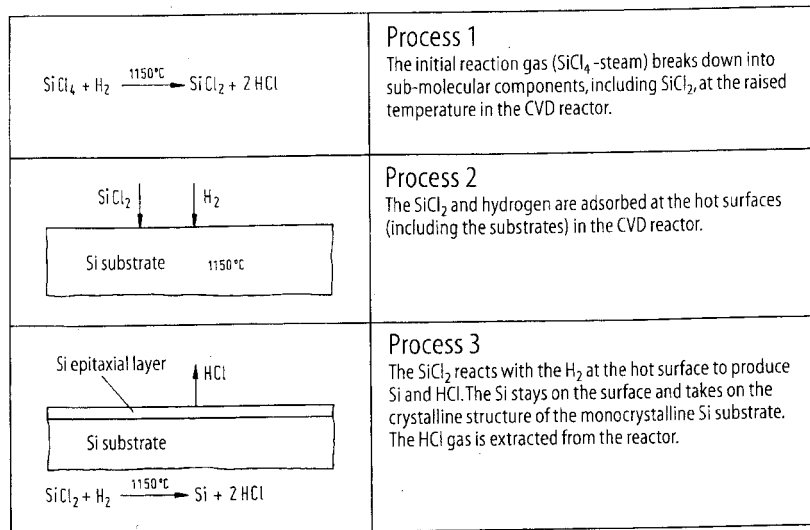 SiCl₄ + H₂ 1150°C → SiCl₂ + 2 HCl
Process 1
The initial reaction gas (SiCl₄-steam) breaks down into
sub-molecular components, including SiCl₂, at the raised
temperature in the CVD reactor.
SiCl₂ H₂
Si substrate 1150°C
Process 2
The SiCl₂ and hydrogen are adsorbed at the hot surfaces
(including the substrates) in the CVD reactor.
Si epitaxial layer
HCl
Si substrate
SiCl₂ + H₂ 1150°C → Si + 2 HCl
Process 3
The SiCl₂ reacts with the H₂ at the hot surface to produce
Si and HCl. The Si stays on the surface and takes on the
crystalline structure of the monocrystalline Si substrate.
The HCl gas is extracted from the reactor.